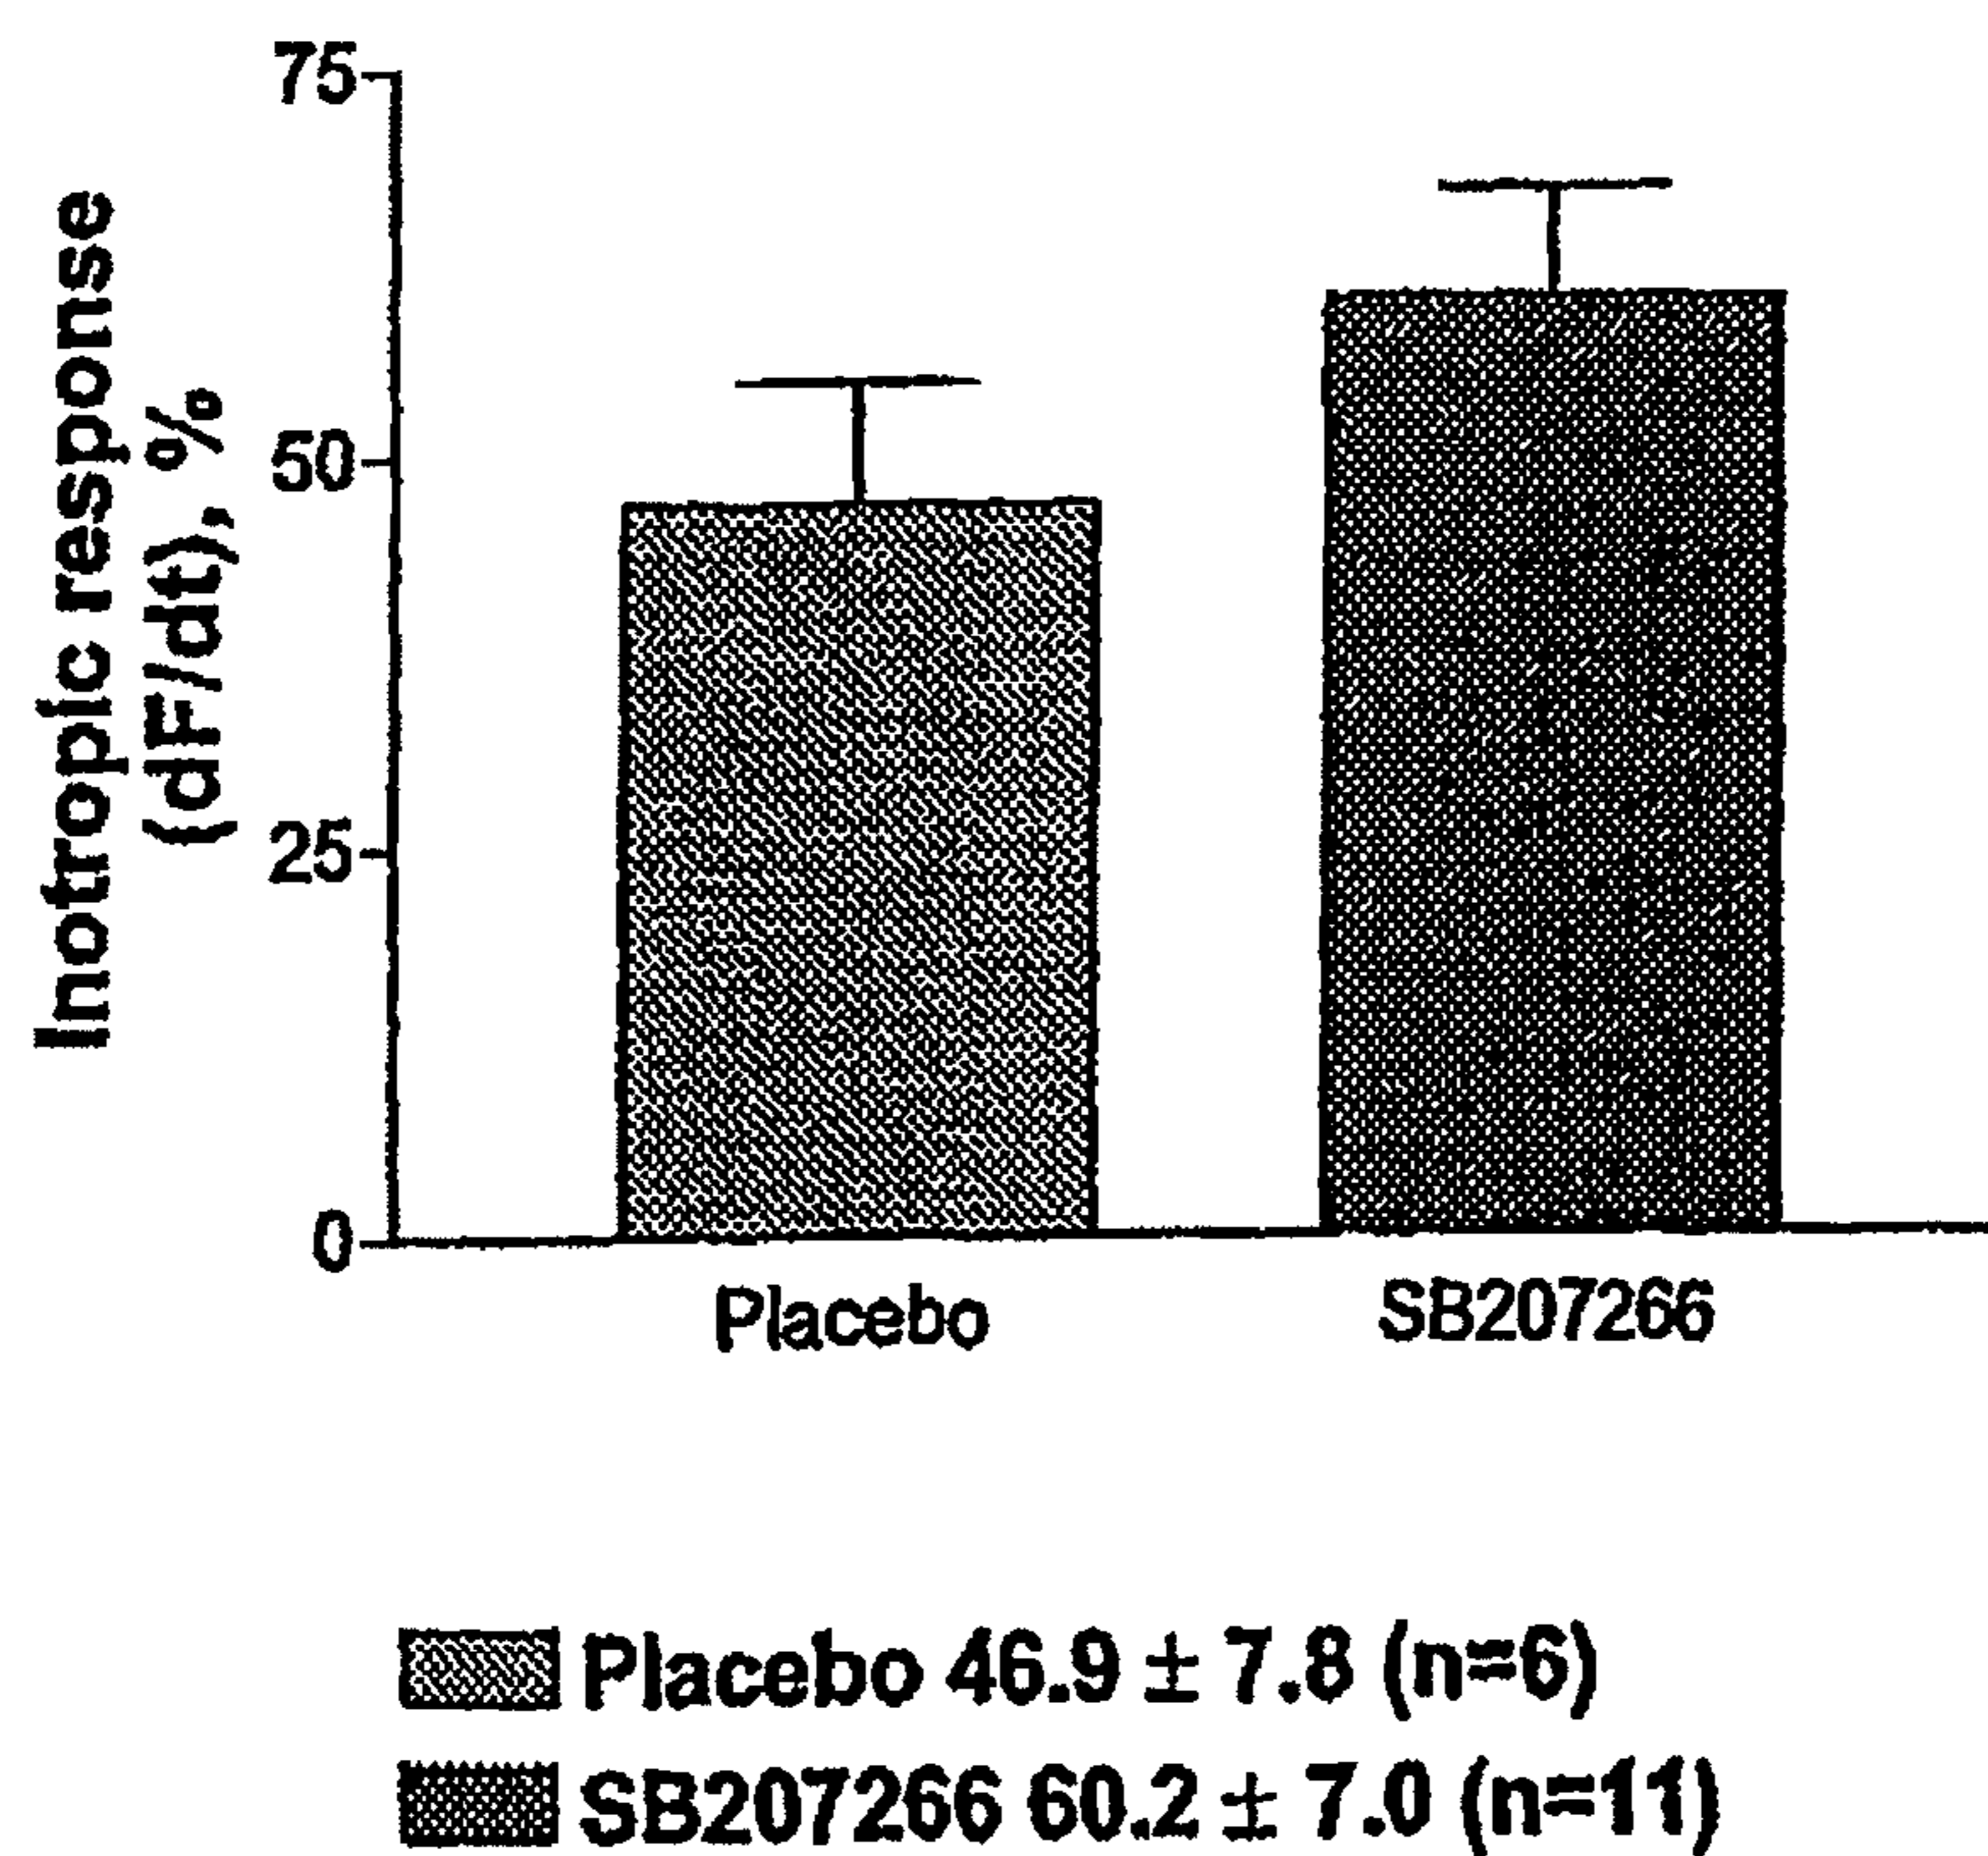 Inotropic response
(dF/dt), %
75
50
25
0
Placebo
SB207266
Placebo 46.9 ± 7.8 (n=6)
SB207266 60.2 ± 7.0 (n=11)